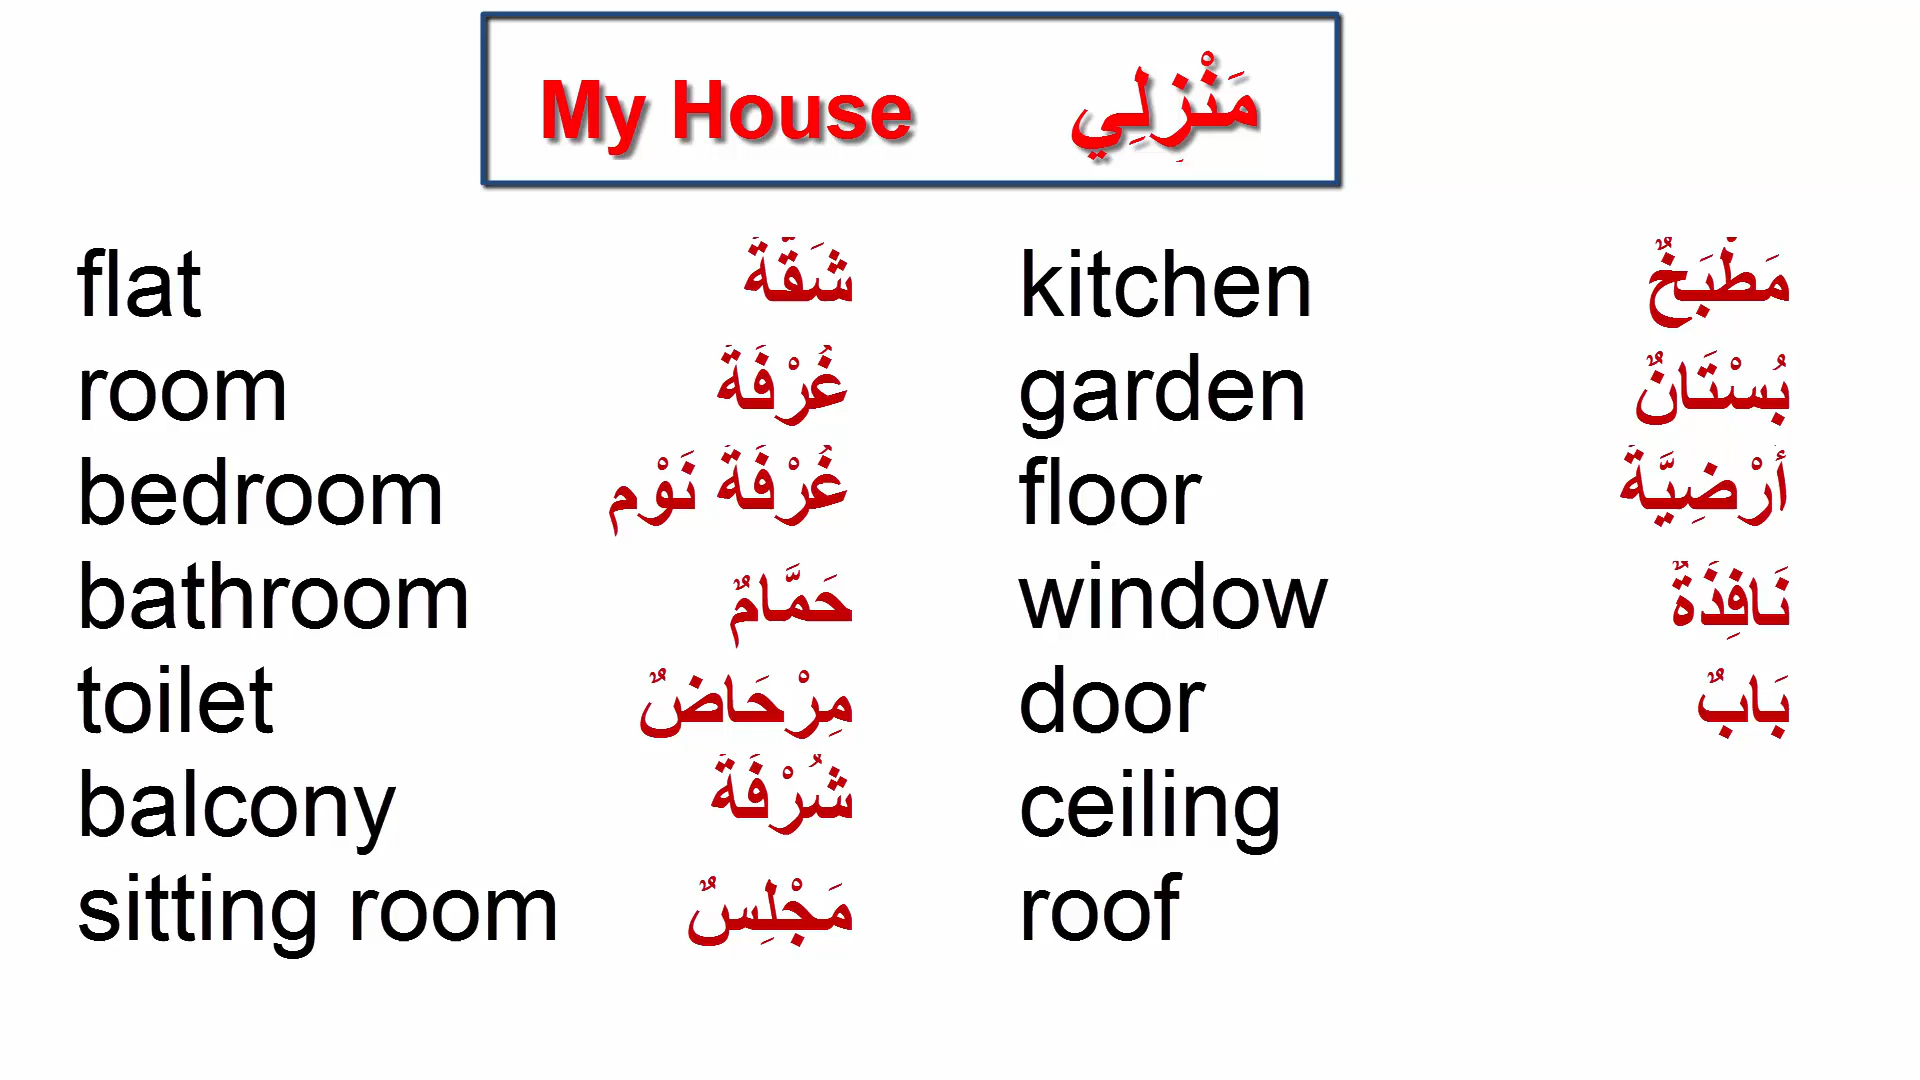 My House مَنْزِلِي
flat شَقَّةَ
room غُرْفَةَ
bedroom غُرْفَةَ نَوْم
bathroom حَمَّامٌ
toilet مِرْحَاضٌ
balcony شُرْفَةَ
sitting room مَجْلِسٌ
kitchen مَطْبَخٌ
garden بُسْتَانٌ
floor أرْضِيَّةَ
window نَافِذَةٌ
door بَابٌ
ceiling
roof